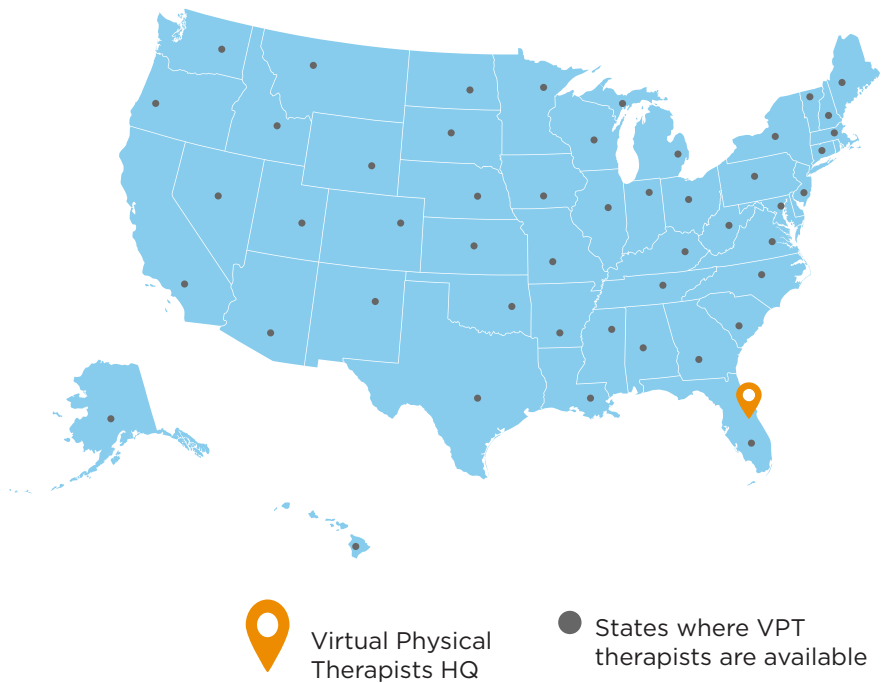 Virtual Physical
Therapists HQ
States where VPT
therapists are available